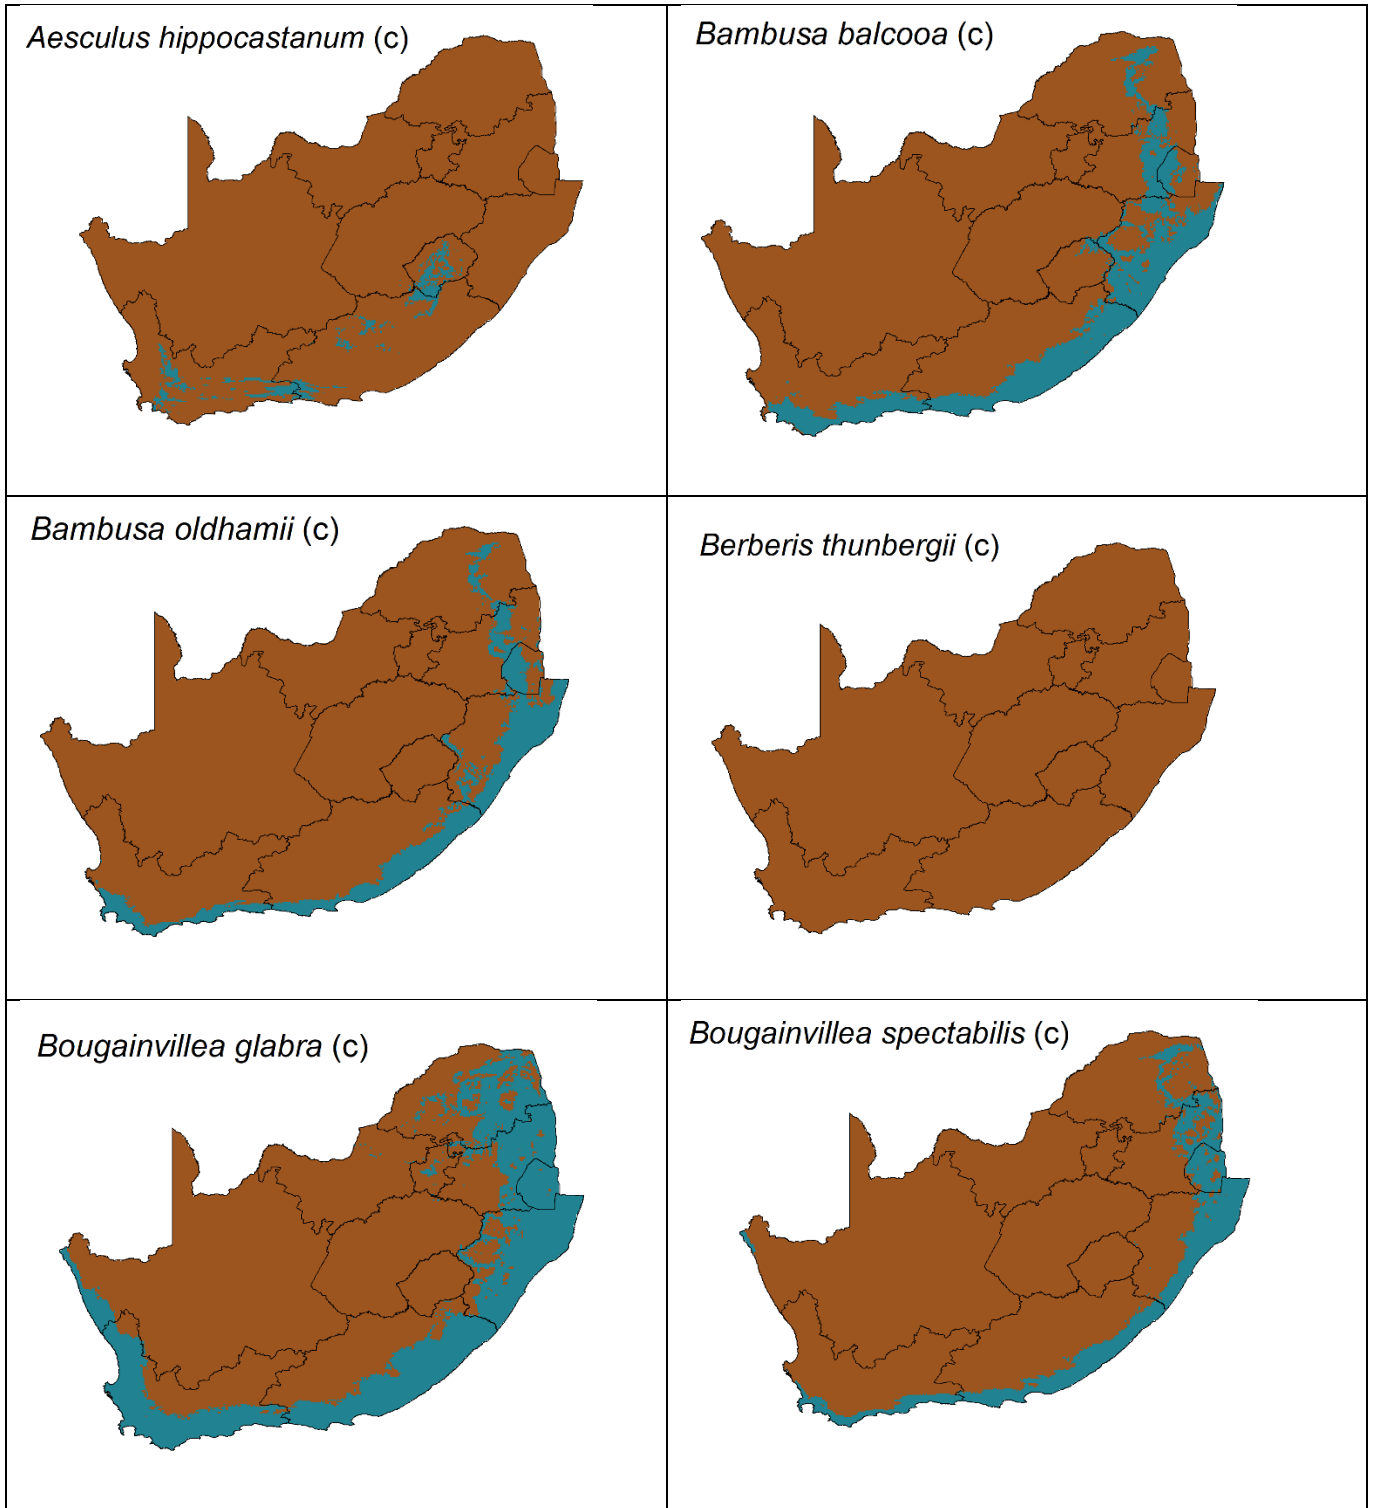 Aesculus hippocastanum (c)
Bambusa balcooa (c)
Bambusa oldhamii (c)
Berberis thunbergii (c)
Bougainvillea glabra (c)
Bougainvillea spectabilis (c)